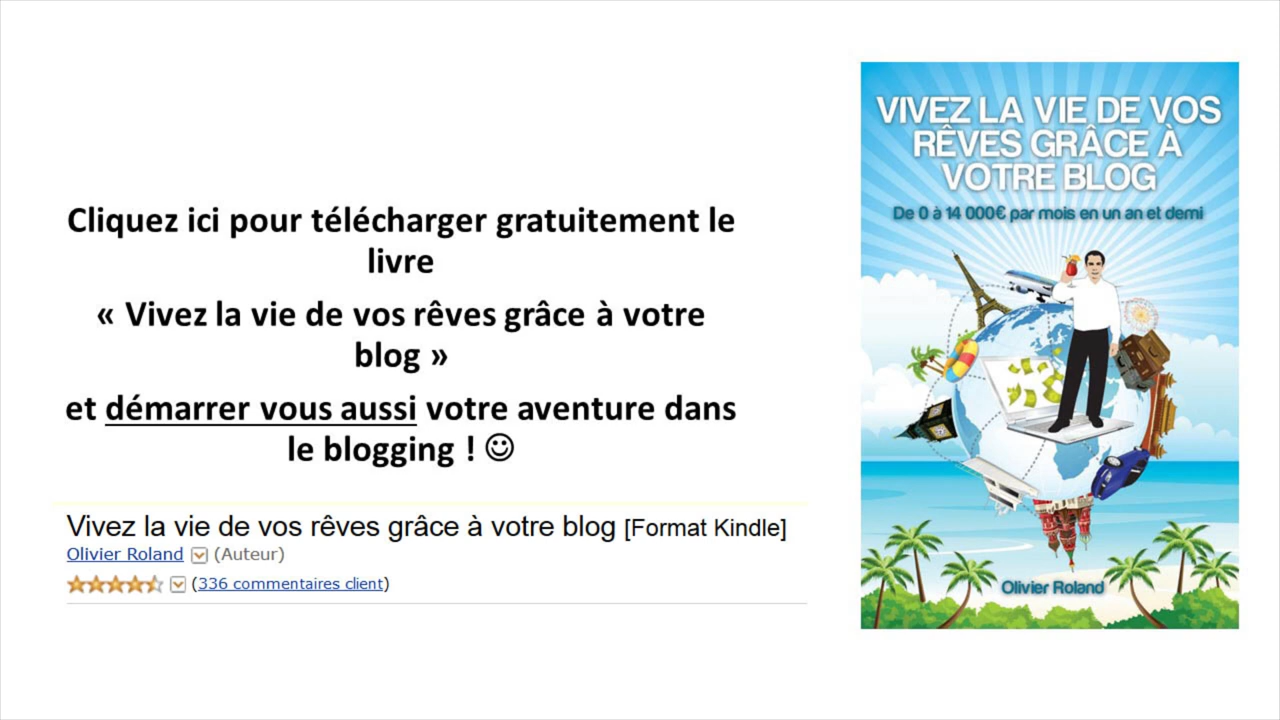 Cliquez ici pour télécharger gratuitement le
livre
« Vivez la vie de vos rêves grâce à votre
blog »
et démarrer vous aussi votre aventure dans
le blogging ! ☺
Vivez la vie de vos rêves grâce à votre blog [Format Kindle]
Olivier Roland (Auteur)
(336 commentaires client)
VIVEZ LA VIE DE VOS
RÊVES GRÂCE À
VOTRE BLOG
De 0 à 14 000€ par mois en un an et demi
Olivier Roland